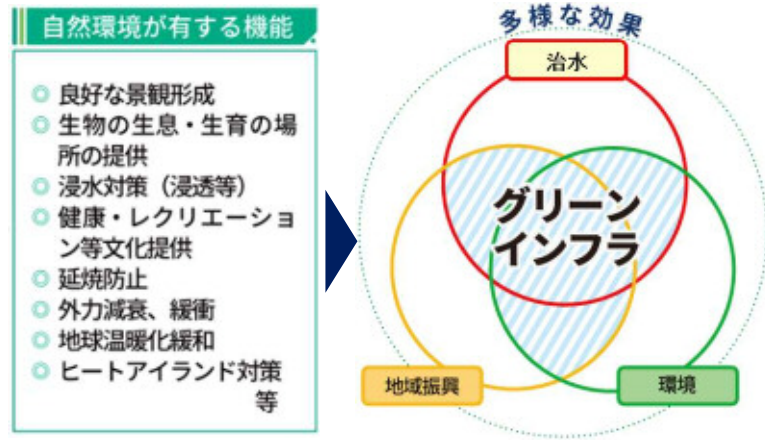 自然環境が有する機能
◎ 良好な景観形成
◎ 生物の生息・生育の場
所の提供
◎ 浸水対策（浸透等）
◎ 健康・レクリエーショ
ン等文化提供
◎ 延焼防止
◎ 外力減衰、緩衝
◎ 地球温暖化緩和
◎ ヒートアイランド対策
等
多様な効果
治水
グリーン
インフラ
地域振興
環境